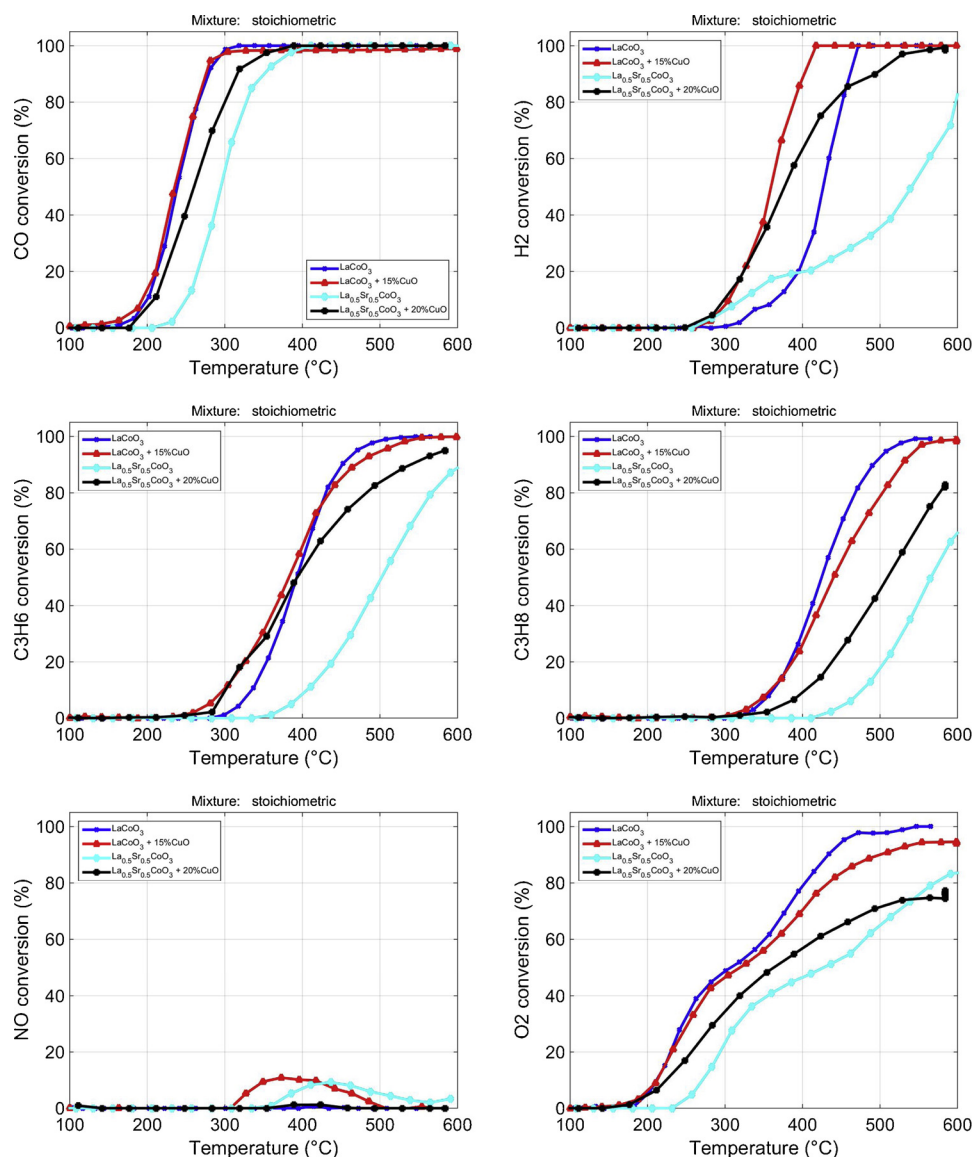 Mixture: stoichiometric
CO conversion (%)
100
80
60
40
20
0
LaCoO₃
LaCoO₃ + 15%CuO
La₀.₅Sr₀.₅CoO₃
La₀.₅Sr₀.₅CoO₃ + 20%CuO
100 200 300 400 500 600
Temperature (°C)
Mixture: stoichiometric
H2 conversion (%)
100
80
60
40
20
0
LaCoO₃
LaCoO₃ + 15%CuO
La₀.₅Sr₀.₅CoO₃
La₀.₅Sr₀.₅CoO₃ + 20%CuO
100 200 300 400 500 600
Temperature (°C)
Mixture: stoichiometric
C3H6 conversion (%)
100
80
60
40
20
0
LaCoO₃
LaCoO₃ + 15%CuO
La₀.₅Sr₀.₅CoO₃
La₀.₅Sr₀.₅CoO₃ + 20%CuO
100 200 300 400 500 600
Temperature (°C)
Mixture: stoichiometric
C3H8 conversion (%)
100
80
60
40
20
0
LaCoO₃
LaCoO₃ + 15%CuO
La₀.₅Sr₀.₅CoO₃
La₀.₅Sr₀.₅CoO₃ + 20%CuO
100 200 300 400 500 600
Temperature (°C)
Mixture: stoichiometric
NO conversion (%)
100
80
60
40
20
0
LaCoO₃
LaCoO₃ + 15%CuO
La₀.₅Sr₀.₅CoO₃
La₀.₅Sr₀.₅CoO₃ + 20%CuO
100 200 300 400 500 600
Temperature (°C)
Mixture: stoichiometric
O2 conversion (%)
100
80
60
40
20
0
LaCoO₃
LaCoO₃ + 15%CuO
La₀.₅Sr₀.₅CoO₃
La₀.₅Sr₀.₅CoO₃ + 20%CuO
100 200 300 400 500 600
Temperature (°C)